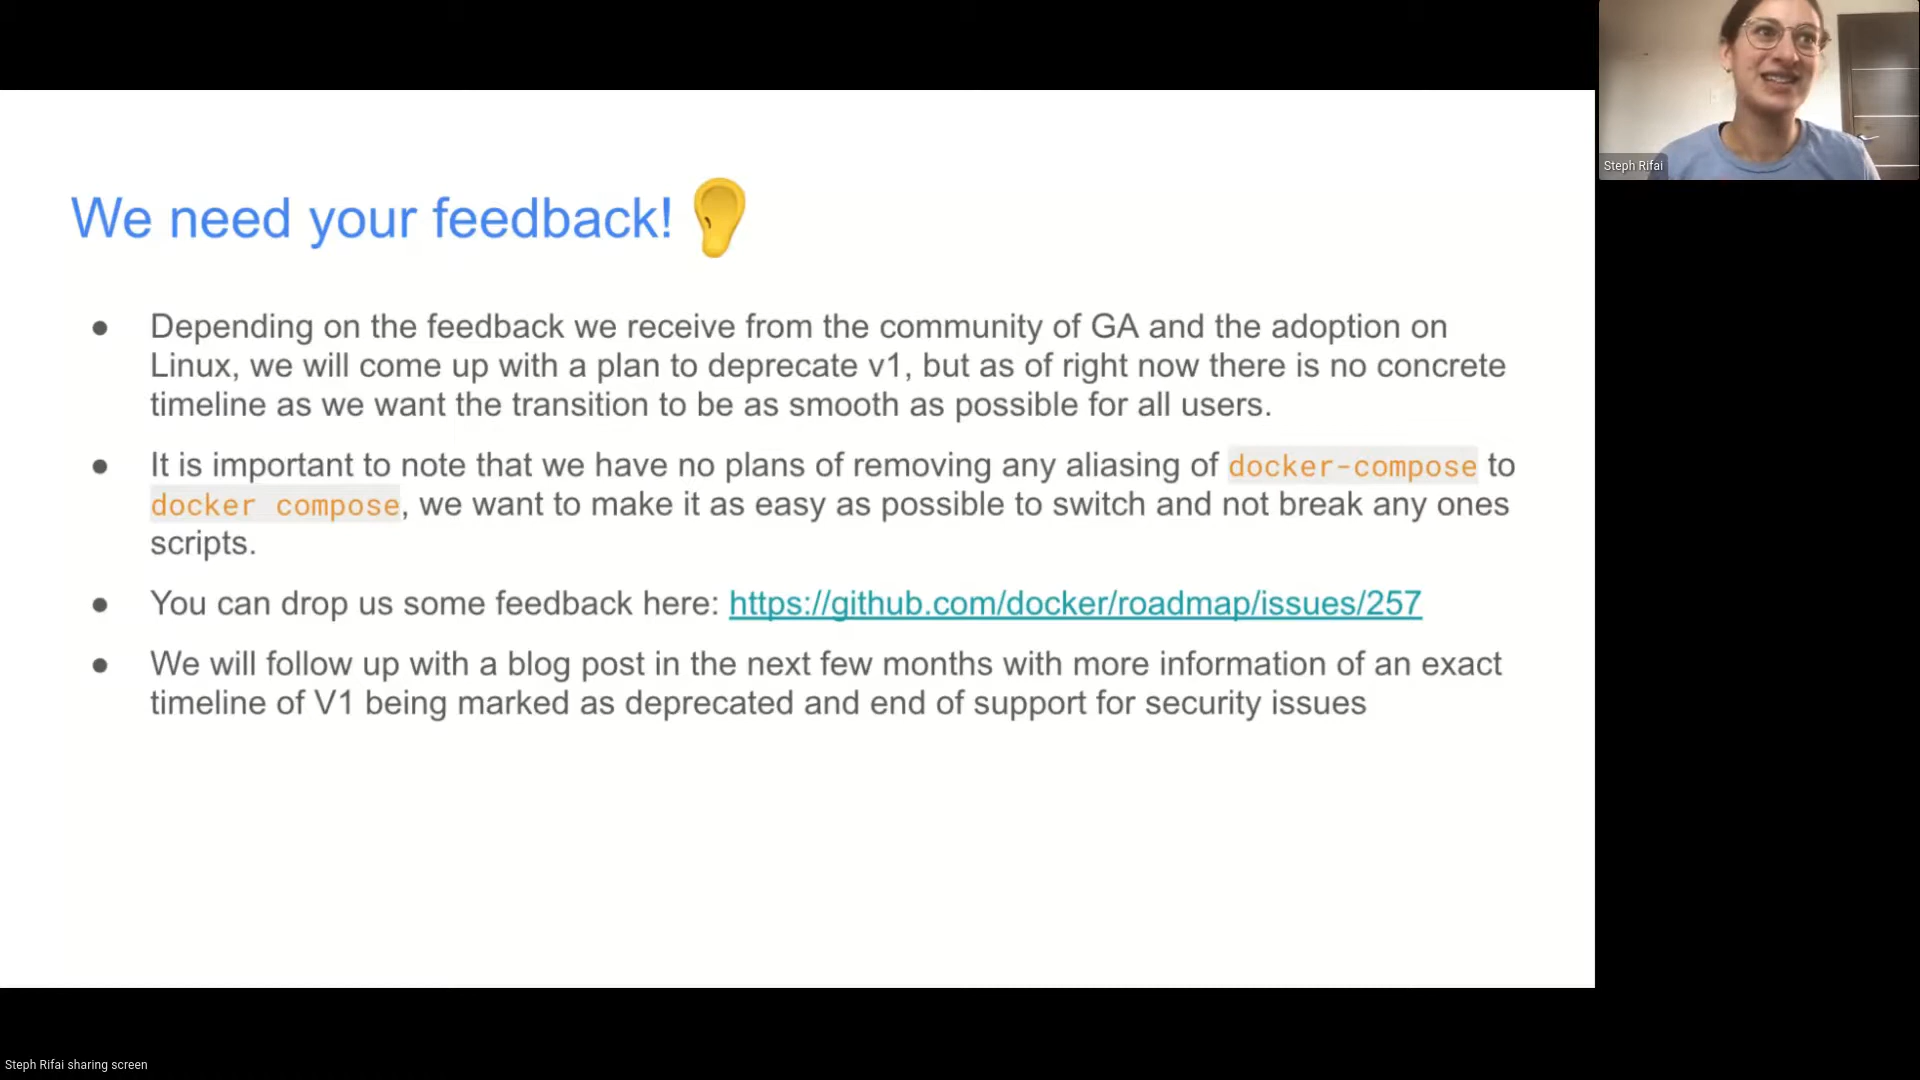 Steph Rifai
We need your feedback!
● Depending on the feedback we receive from the community of GA and the adoption on
Linux, we will come up with a plan to deprecate v1, but as of right now there is no concrete
timeline as we want the transition to be as smooth as possible for all users.
● It is important to note that we have no plans of removing any aliasing of docker-compose to
docker compose, we want to make it as easy as possible to switch and not break any ones
scripts.
● You can drop us some feedback here: https://github.com/docker/roadmap/issues/257
● We will follow up with a blog post in the next few months with more information of an exact
timeline of V1 being marked as deprecated and end of support for security issues
Steph Rifai sharing screen